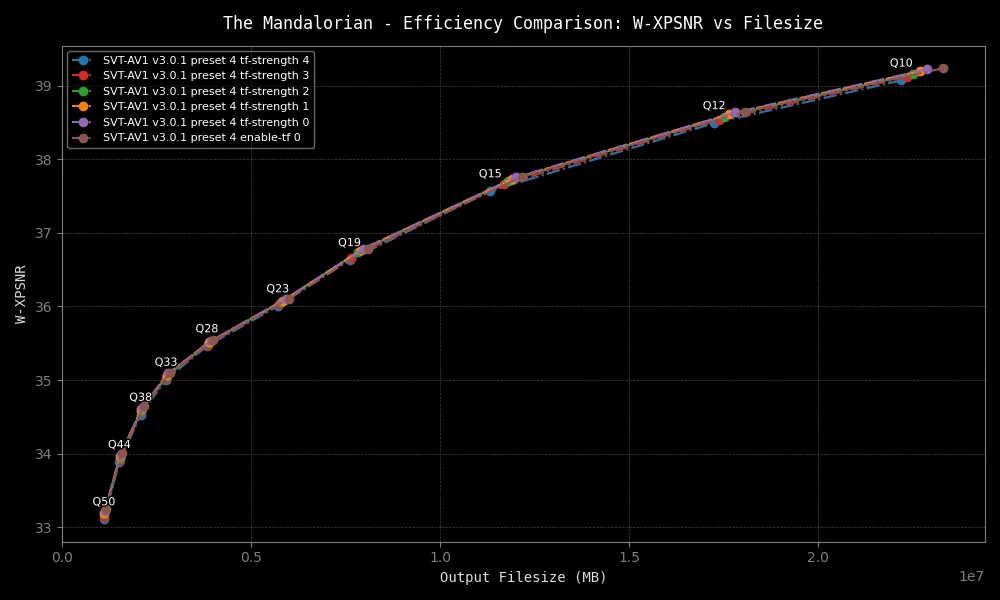 The Mandalorian - Efficiency Comparison: W-XPSNR vs Filesize
SVT-AV1 v3.0.1 preset 4 tf-strength 4
SVT-AV1 v3.0.1 preset 4 tf-strength 3
SVT-AV1 v3.0.1 preset 4 tf-strength 2
SVT-AV1 v3.0.1 preset 4 tf-strength 1
SVT-AV1 v3.0.1 preset 4 tf-strength 0
SVT-AV1 v3.0.1 preset 4 enable-tf 0
Q10
Q12
Q15
Q19
Q23
Q28
Q33
Q38
Q44
Q50
39
38
37
36
35
34
33
W-XPSNR
0.0 0.5 1.0 1.5 2.0
1e7
Output Filesize (MB)